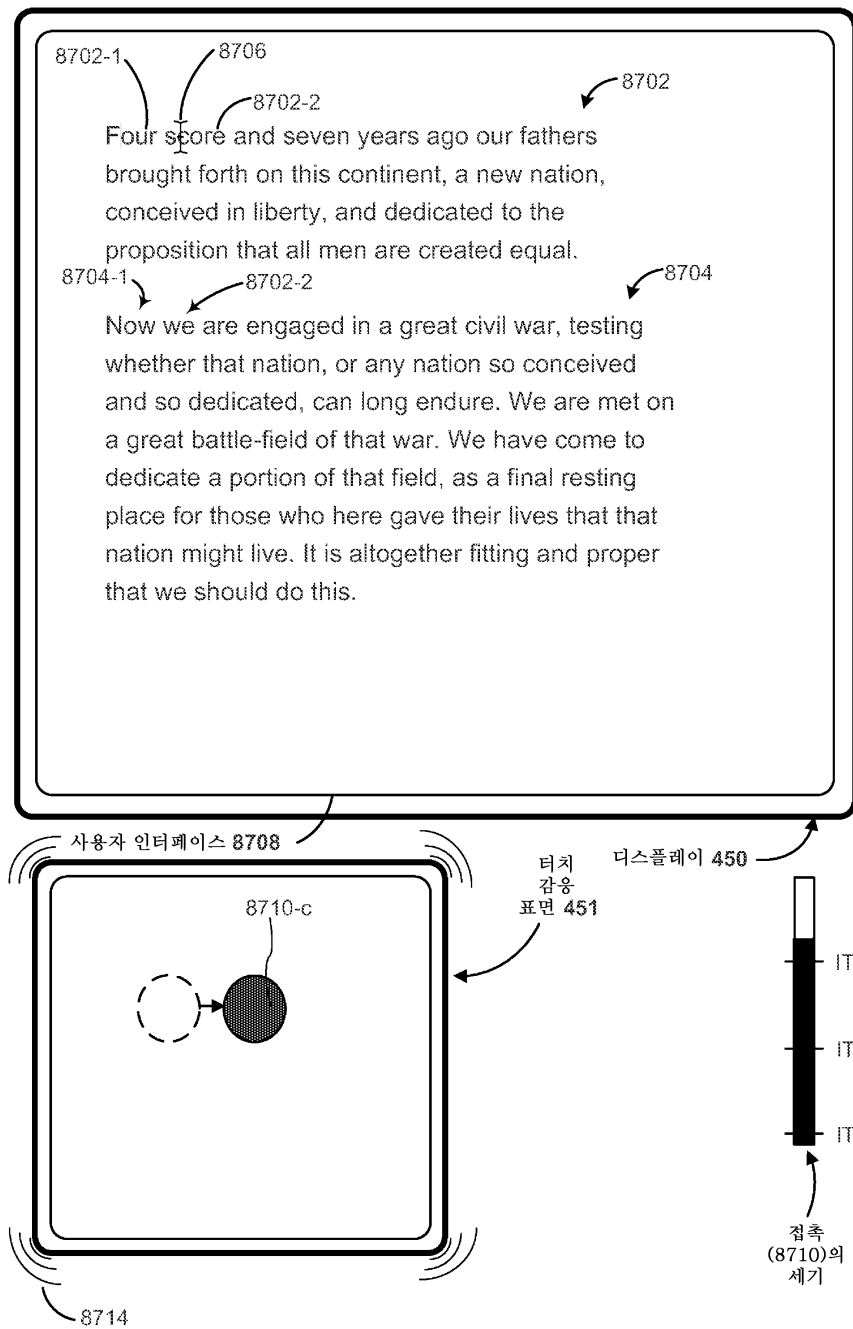 8702-1
8706
8702-2
8702
Four score and seven years ago our fathers
brought forth on this continent, a new nation,
conceived in liberty, and dedicated to the
proposition that all men are created equal.
8704-1
8702-2
8704
Now we are engaged in a great civil war, testing
whether that nation, or any nation so conceived
and so dedicated, can long endure. We are met on
a great battle-field of that war. We have come to
dedicate a portion of that field, as a final resting
place for those who here gave their lives that that
nation might live. It is altogether fitting and proper
that we should do this.
사용자 인터페이스 8708
디스플레이 450
터치
감응
표면 451
8710-c
IT
IT
IT
접촉
(8710)의
세기
8714